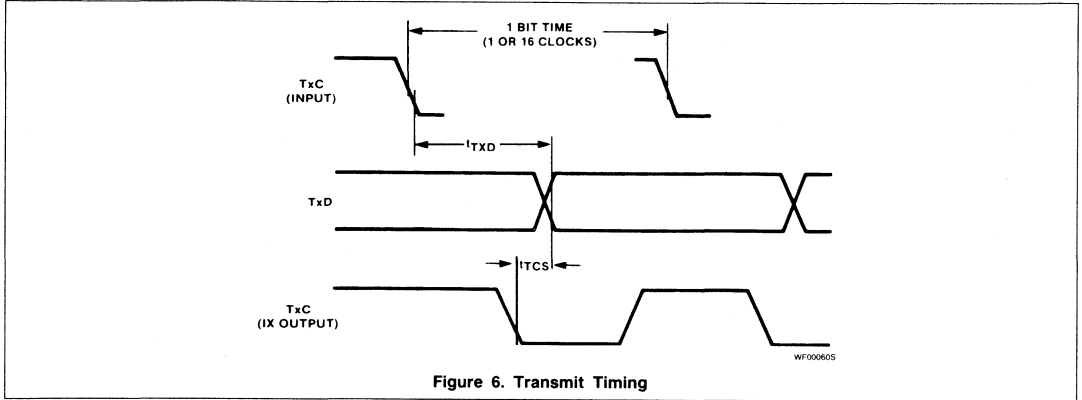 1 BIT TIME
(1 OR 16 CLOCKS)
TxC
(INPUT)
tTXD
TxD
tTCS
TxC
(IX OUTPUT)
WF00060S
Figure 6. Transmit Timing